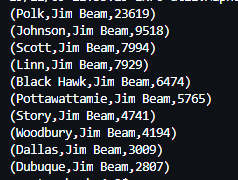 (Polk,Jim Beam,23619)
(Johnson,Jim Beam,9518)
(Scott,Jim Beam,7994)
(Linn,Jim Beam,7929)
(Black Hawk,Jim Beam,6474)
(Pottawattamie,Jim Beam,5765)
(Story,Jim Beam,4741)
(Woodbury,Jim Beam,4194)
(Dallas,Jim Beam,3009)
(Dubuque,Jim Beam,2807)